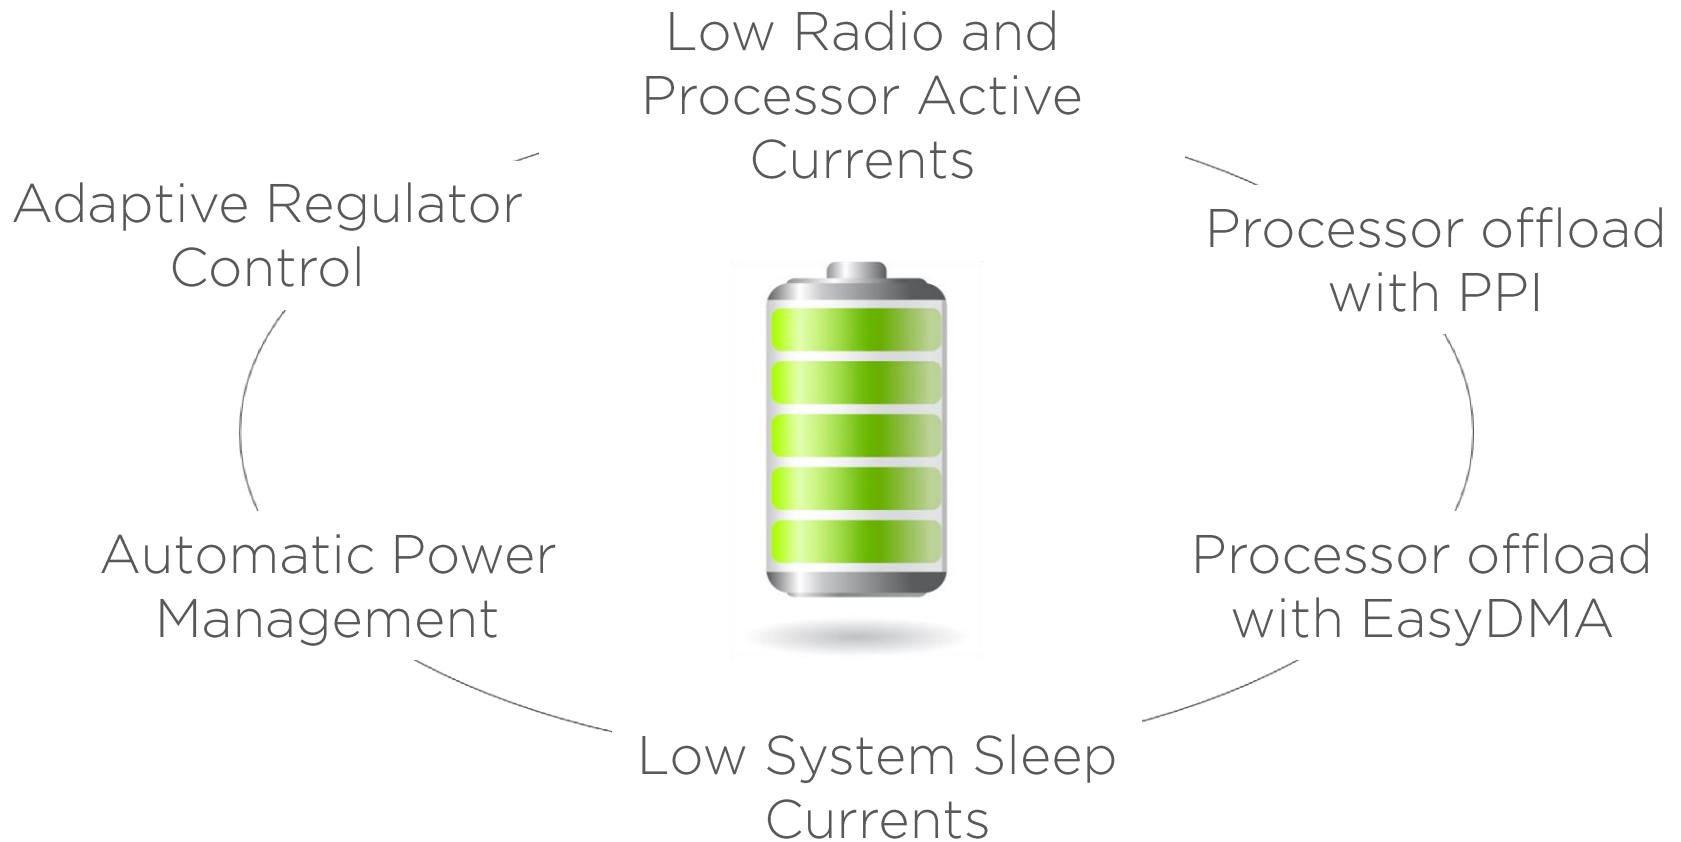 Low Radio and
Processor Active
Currents
Adaptive Regulator
Control
Processor offload
with PPI
Automatic Power
Management
Processor offload
with EasyDMA
Low System Sleep
Currents